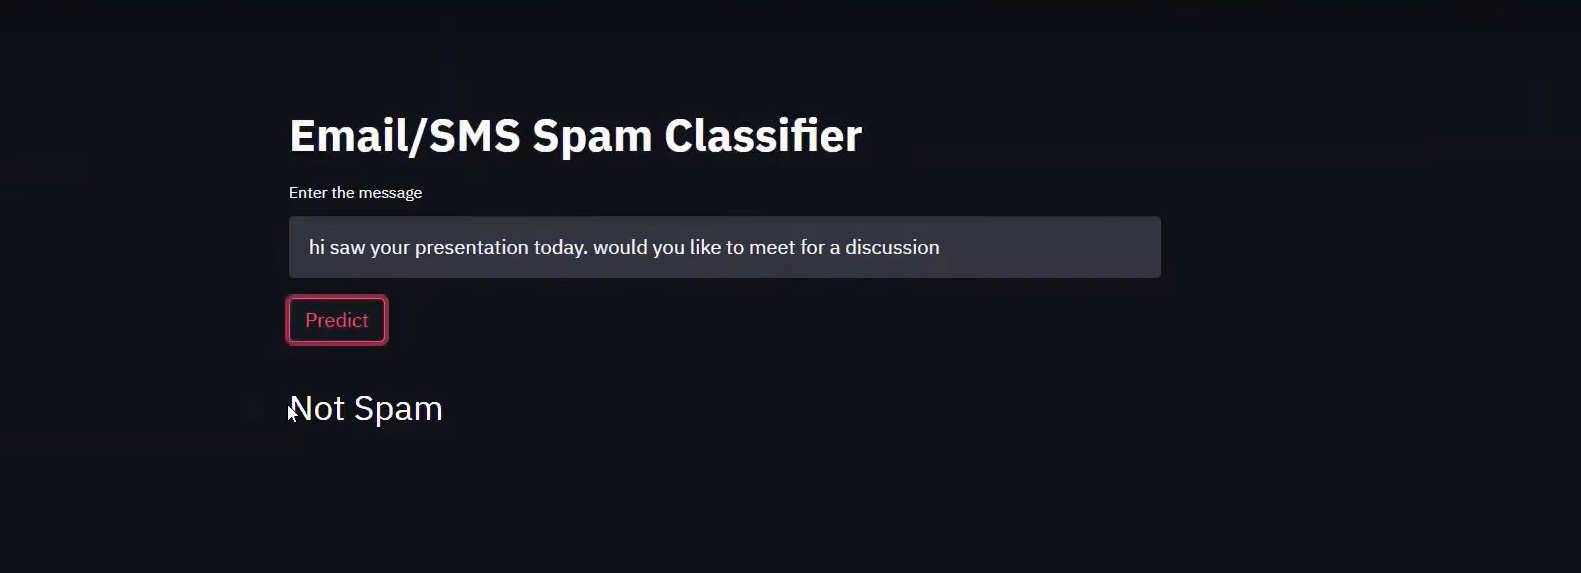 Email/SMS Spam Classifier
Enter the message
hi saw your presentation today. would you like to meet for a discussion
Predict
Not Spam